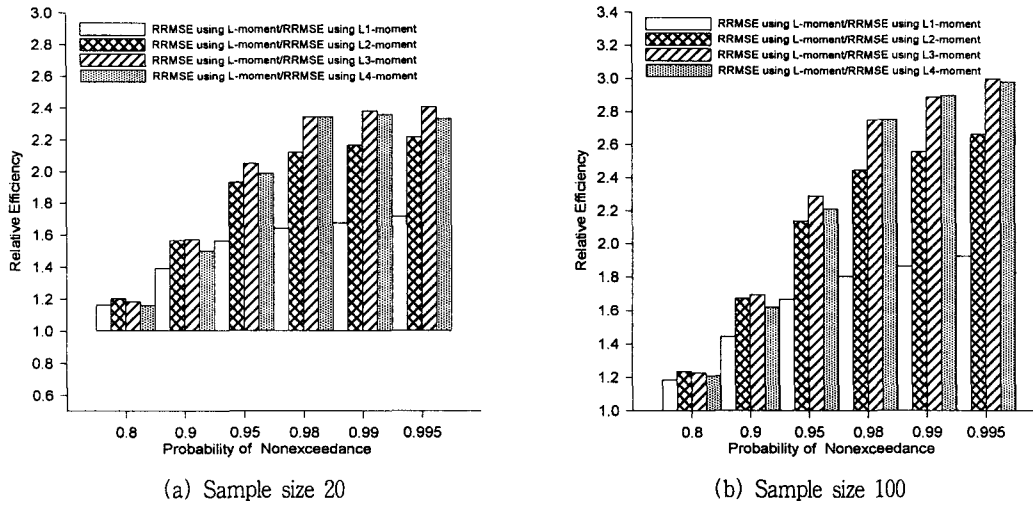 3.0
2.8
2.6
2.4
2.2
2.0
1.8
1.6
1.4
1.2
1.0
0.8
0.6
Relative Efficiency
RRMSE using L-moment/RRMSE using L1-moment
RRMSE using L-moment/RRMSE using L2-moment
RRMSE using L-moment/RRMSE using L3-moment
RRMSE using L-moment/RRMSE using L4-moment
0.8 0.9 0.95 0.98 0.99 0.995
Probability of Nonexceedance
(a) Sample size 20
3.4
3.2
3.0
2.8
2.6
2.4
2.2
2.0
1.8
1.6
1.4
1.2
1.0
Relative Efficiency
RRMSE using L-moment/RRMSE using L1-moment
RRMSE using L-moment/RRMSE using L2-moment
RRMSE using L-moment/RRMSE using L3-moment
RRMSE using L-moment/RRMSE using L4-moment
0.8 0.9 0.95 0.98 0.99 0.995
Probability of Nonexceedance
(b) Sample size 100